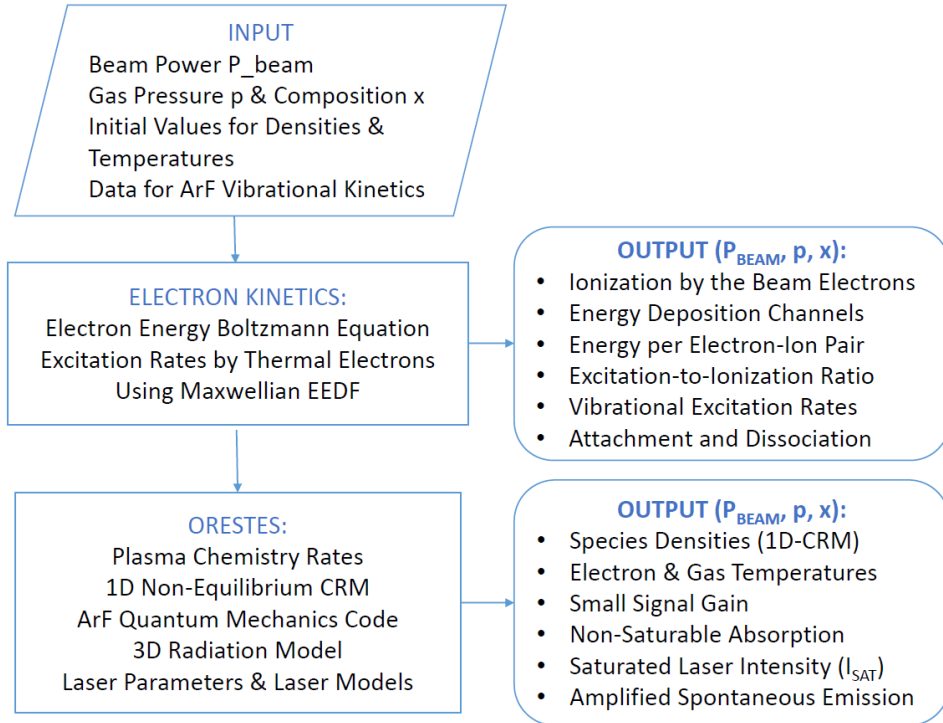 INPUT
Beam Power P_beam
Gas Pressure p & Composition x
Initial Values for Densities &
Temperatures
Data for ArF Vibrational Kinetics
ELECTRON KINETICS:
Electron Energy Boltzmann Equation
Excitation Rates by Thermal Electrons
Using Maxwellian EEDF
OUTPUT (P_BEAM, p, x):
• Ionization by the Beam Electrons
• Energy Deposition Channels
• Energy per Electron-Ion Pair
• Excitation-to-Ionization Ratio
• Vibrational Excitation Rates
• Attachment and Dissociation
ORESTES:
Plasma Chemistry Rates
1D Non-Equilibrium CRM
ArF Quantum Mechanics Code
3D Radiation Model
Laser Parameters & Laser Models
OUTPUT (P_BEAM, p, x):
• Species Densities (1D-CRM)
• Electron & Gas Temperatures
• Small Signal Gain
• Non-Saturable Absorption
• Saturated Laser Intensity (I_SAT)
• Amplified Spontaneous Emission